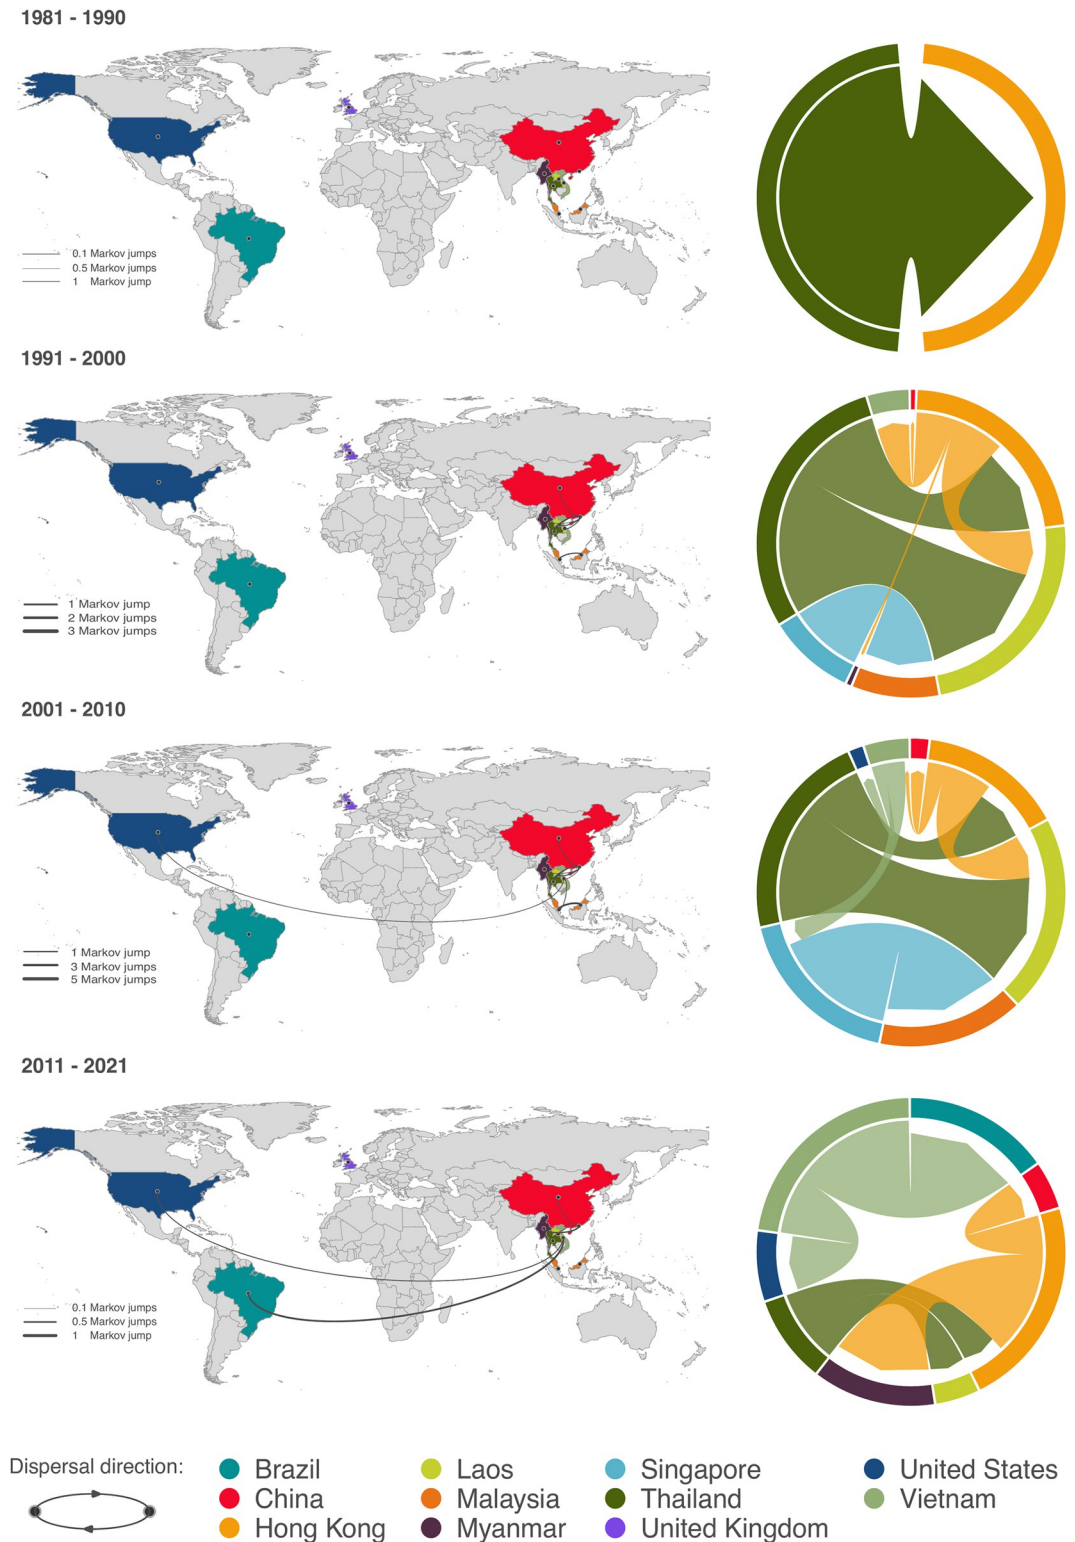 1981 - 1990
0.1 Markov jumps
0.5 Markov jumps
1 Markov jump
1991 - 2000
1 Markov jump
2 Markov jumps
3 Markov jumps
2001 - 2010
1 Markov jump
3 Markov jumps
5 Markov jumps
2011 - 2021
0.1 Markov jumps
0.5 Markov jumps
1 Markov jump
Dispersal direction:
Brazil
China
Hong Kong
Laos
Malaysia
Myanmar
Singapore
Thailand
United Kingdom
United States
Vietnam